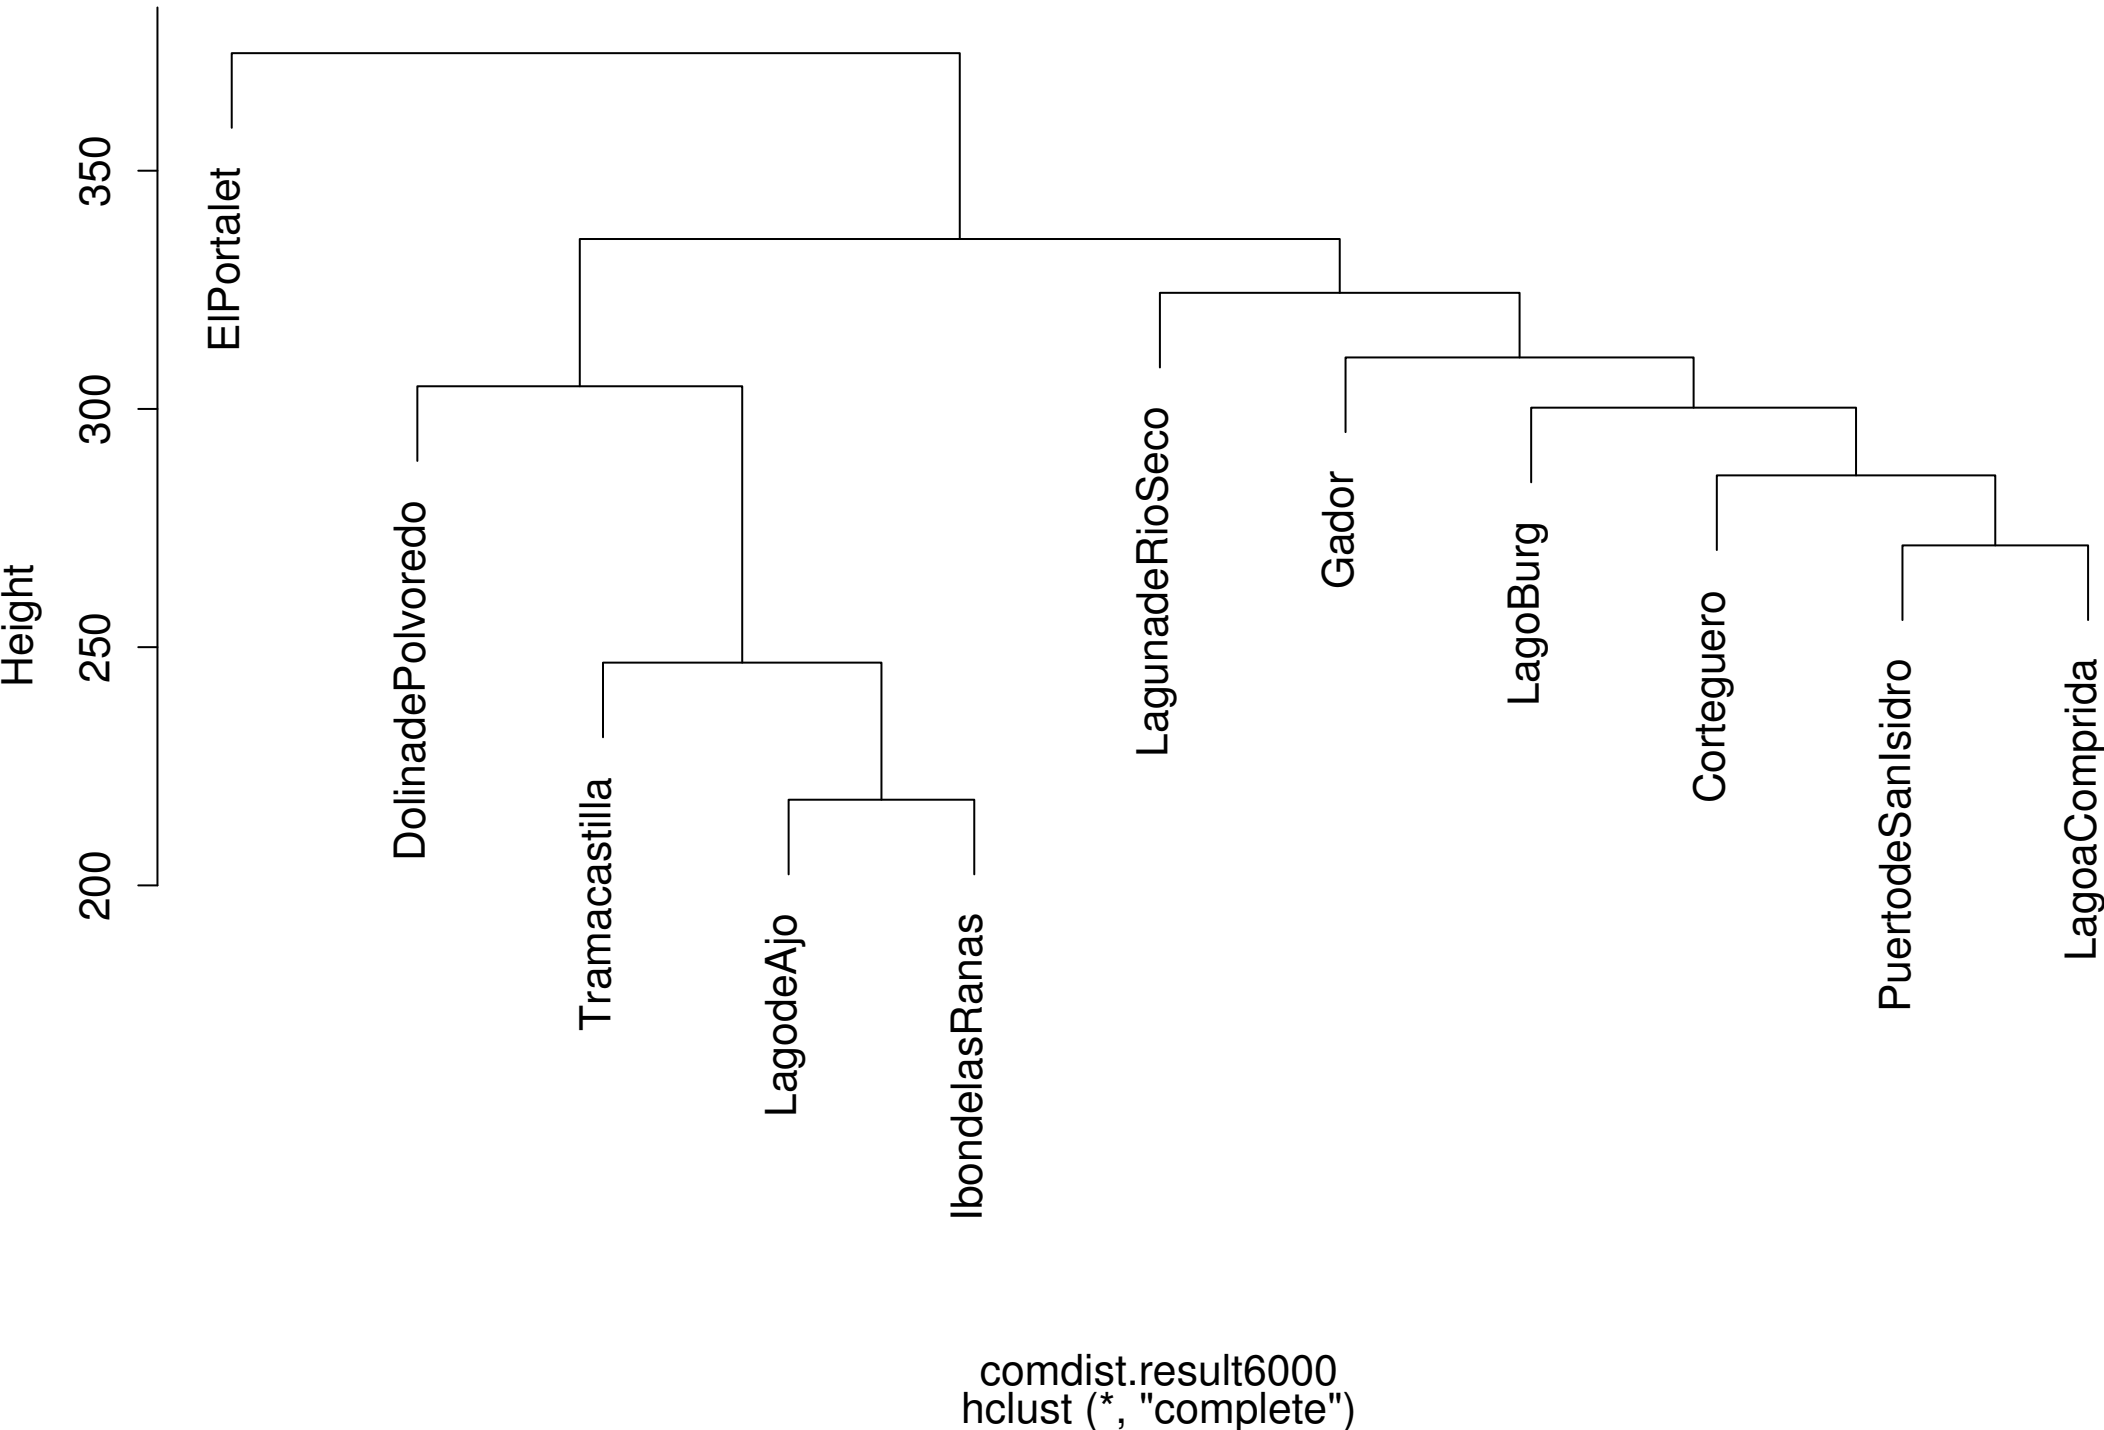 Height
350
300
250
200
ElPortalet
DolinadePolvoredo
Tramacastilla
LagodeAjo
IbondelasRanas
LagunadeRioSeco
Gador
LagoBurg
Corteguero
PuertodeSanIsidro
LagoaComprida
comdist.result6000
hclust (*, "complete")